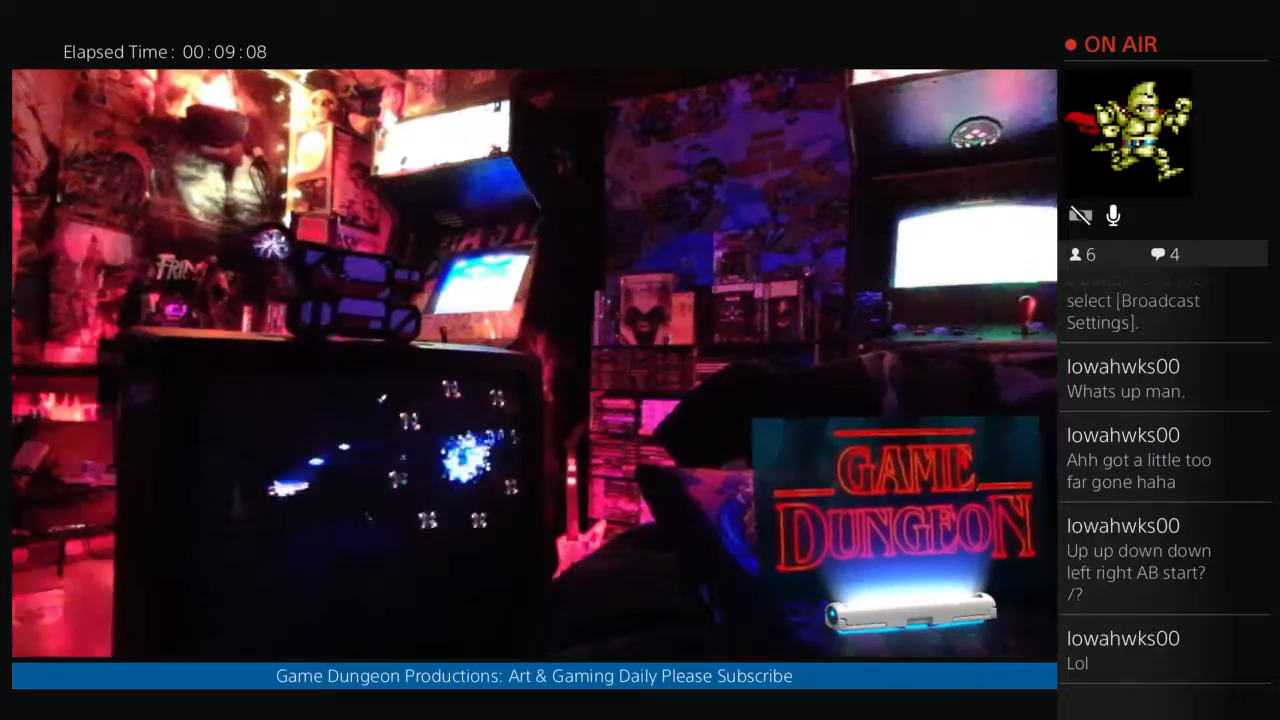 Elapsed Time: 00:09:08
ON AIR
6
4
select [Broadcast
Settings].
Iowahwks00
Whats up man.
Iowahwks00
Ahh got a little too
far gone haha
Iowahwks00
Up up down down
left right AB start?
/?
Iowahwks00
Lol
GAME
DUNGEON
Game Dungeon Productions: Art & Gaming Daily Please Subscribe